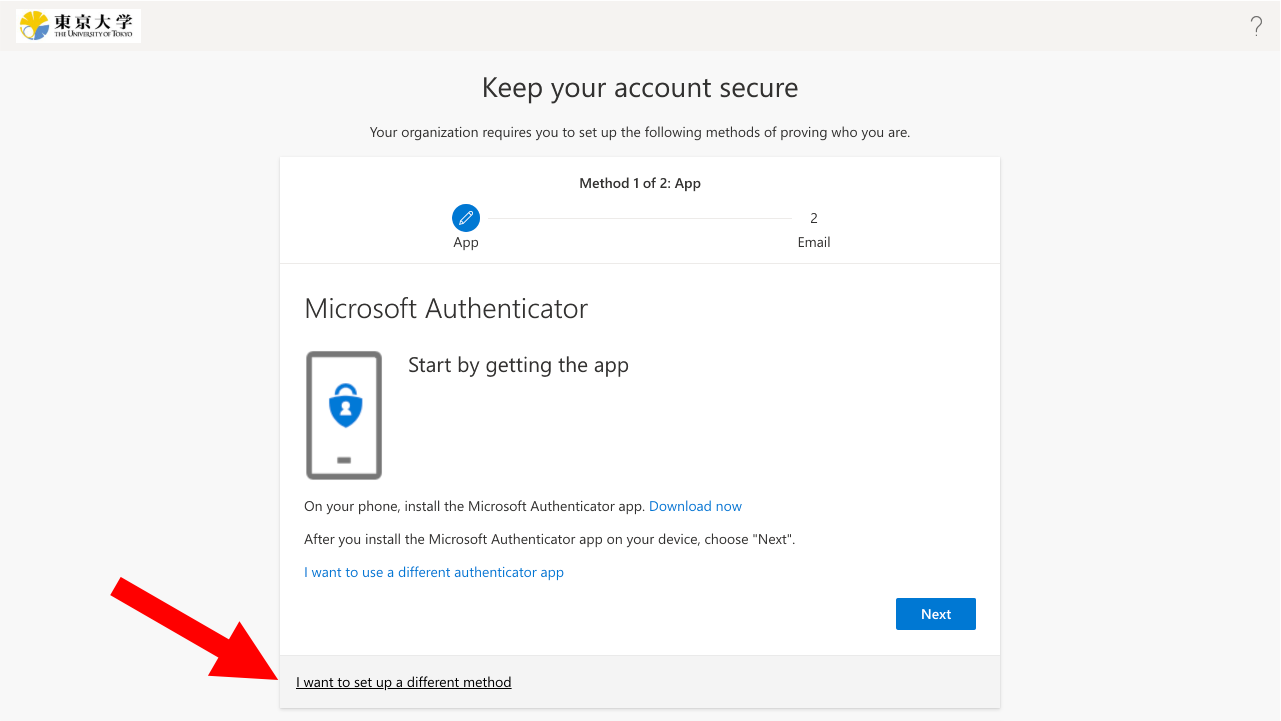 東京大学
THE UNIVERSITY OF TOKYO
?
Keep your account secure
Your organization requires you to set up the following methods of proving who you are.
Method 1 of 2: App
2
App
Email
Microsoft Authenticator
Start by getting the app
On your phone, install the Microsoft Authenticator app. Download now
After you install the Microsoft Authenticator app on your device, choose "Next".
I want to use a different authenticator app
Next
I want to set up a different method